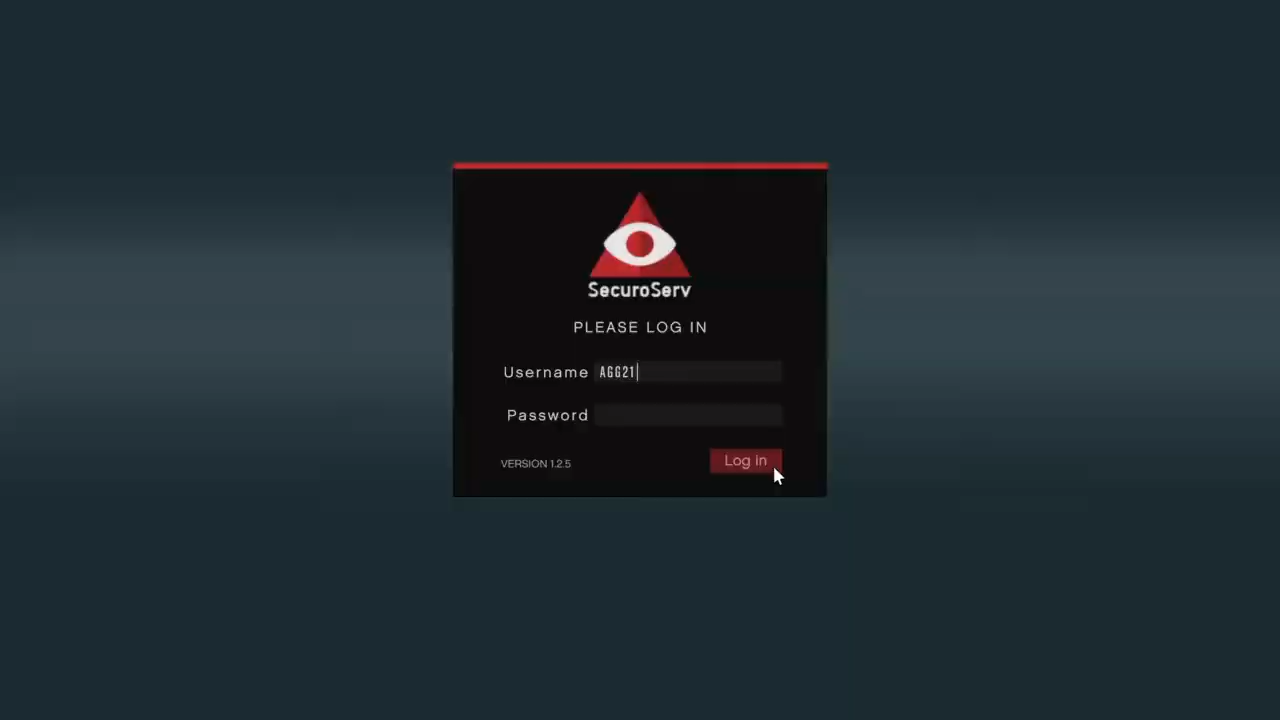 SecuroServ
PLEASE LOG IN
Username AGG21
Password
VERSION 1.2.5
Log in